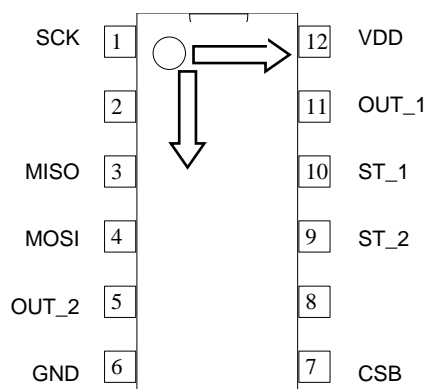 SCK 1 12 VDD
2 11 OUT_1
MISO 3 10 ST_1
MOSI 4 9 ST_2
OUT_2 5 8
GND 6 7 CSB